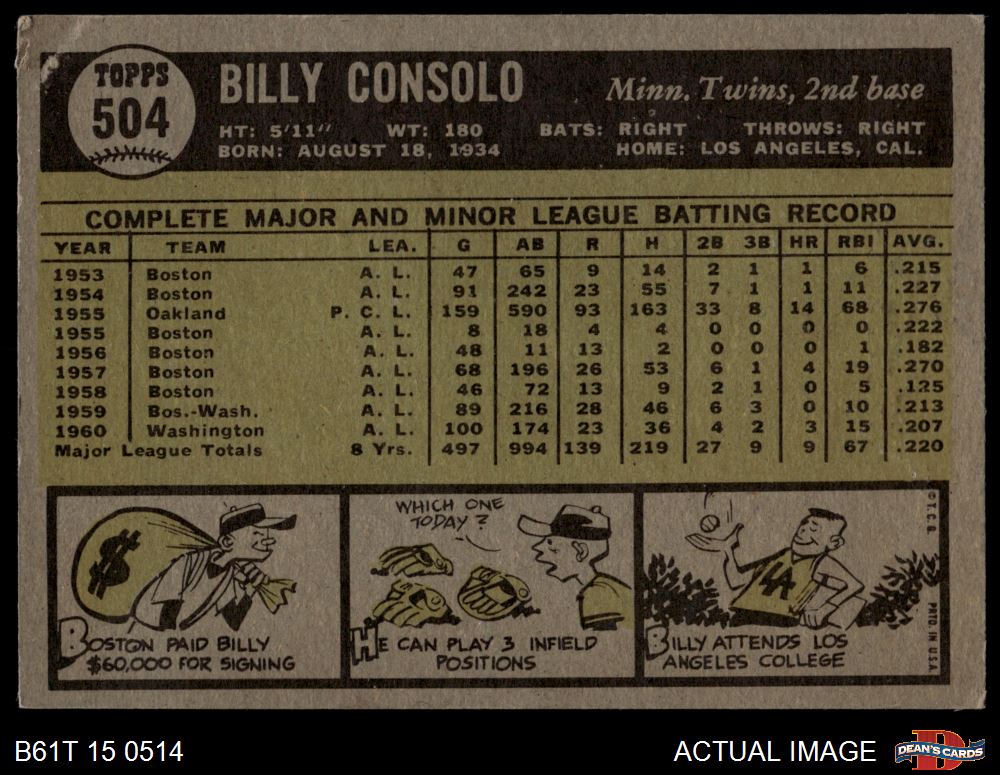 TOPPS
504
BILLY CONSOLO
Minn. Twins, 2nd base
HT: 5'11" WT: 180 BATS: RIGHT THROWS: RIGHT
BORN: AUGUST 18, 1934 HOME: LOS ANGELES, CAL.
COMPLETE MAJOR AND MINOR LEAGUE BATTING RECORD
YEAR TEAM LEA. G AB R H 2B 3B HR RBI AVG.
1953 Boston A. L. 47 65 9 14 2 1 1 6 .215
1954 Boston A. L. 91 242 23 55 7 1 1 11 .227
1955 Oakland P. C. L. 159 590 93 163 33 8 14 68 .276
1955 Boston A. L. 8 18 4 4 0 0 0 0 .222
1956 Boston A. L. 48 11 13 2 0 0 0 1 .182
1957 Boston A. L. 68 196 26 53 6 1 4 19 .270
1958 Boston A. L. 46 72 13 9 2 1 0 5 .125
1959 Bos.-Wash. A. L. 89 216 28 46 6 3 0 10 .213
1960 Washington A. L. 100 174 23 36 4 2 3 15 .207
Major League Totals 8 Yrs. 497 994 139 219 27 9 9 67 .220
$
BOSTON PAID BILLY
$60,000 FOR SIGNING
WHICH ONE
TODAY?
HE CAN PLAY 3 INFIELD
POSITIONS
LA
BILLY ATTENDS LOS
ANGELES COLLEGE
© T.C.G. PRTD. IN U.S.A.
B61T 15 0514
ACTUAL IMAGE
DEAN'S CARDS